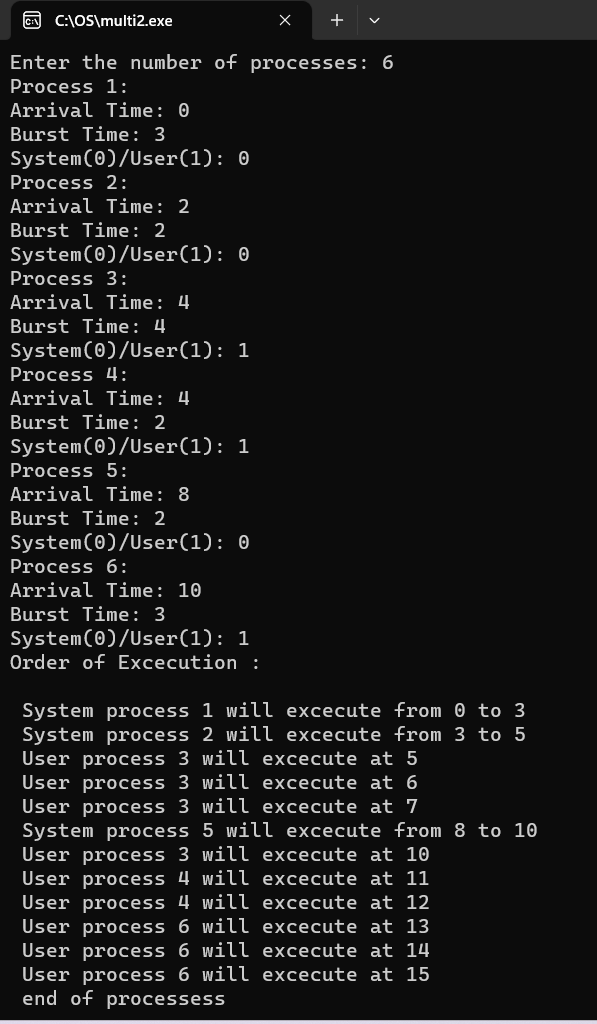 C:\OS\multi2.exe
Enter the number of processes: 6
Process 1:
Arrival Time: 0
Burst Time: 3
System(0)/User(1): 0
Process 2:
Arrival Time: 2
Burst Time: 2
System(0)/User(1): 0
Process 3:
Arrival Time: 4
Burst Time: 4
System(0)/User(1): 1
Process 4:
Arrival Time: 4
Burst Time: 2
System(0)/User(1): 1
Process 5:
Arrival Time: 8
Burst Time: 2
System(0)/User(1): 0
Process 6:
Arrival Time: 10
Burst Time: 3
System(0)/User(1): 1
Order of Excecution :
System process 1 will excecute from 0 to 3
System process 2 will excecute from 3 to 5
User process 3 will excecute at 5
User process 3 will excecute at 6
User process 3 will excecute at 7
System process 5 will excecute from 8 to 10
User process 3 will excecute at 10
User process 4 will excecute at 11
User process 4 will excecute at 12
User process 6 will excecute at 13
User process 6 will excecute at 14
User process 6 will excecute at 15
end of processess